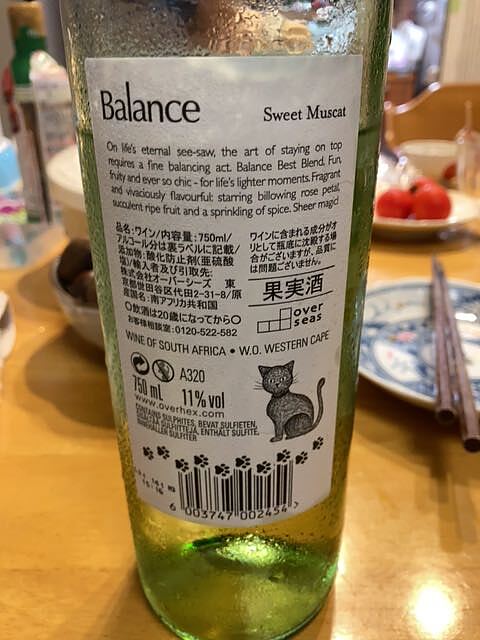 Balance
Sweet Muscat
On life's eternal see-saw, the art of staying on top
requires a fine balancing act. Balance Best Blend. Fun,
fruity and ever so chic - for life's lighter moments. Fragrant
and vivaciously flavourful: starring billowing rose petal,
succulent ripe fruit and a sprinkling of spice. Sheer magic!
品名:ワイン/内容量:750ml/
アルコール分は裏ラベルに記載/
添加物:酸化防止剤(亜硫酸
塩)/輸入者及び引取先:
株式会社オーバーシーズ 東
京都世田谷区代田2-31-8/原
産国名:南アフリカ共和国
〇飲酒は20歳になってから〇
お客様相談室:0120-522-582
ワインに含まれる成分がオ
リとして瓶底に沈殿する場
合がございますが、品質に
は問題ございません。
果実酒
over
seas
WINE OF SOUTH AFRICA • W.O. WESTERN CAPE
A320
750 mL 11% vol
www.overhex.com
CONTAINS SULPHITES, BEVAT SULFIETEN,
SISÄLTÄÄ SULFIITTEJA, ENTHÄLT SULFITE,
INNEHÅLLER SULFITER
6 003747 002454 >